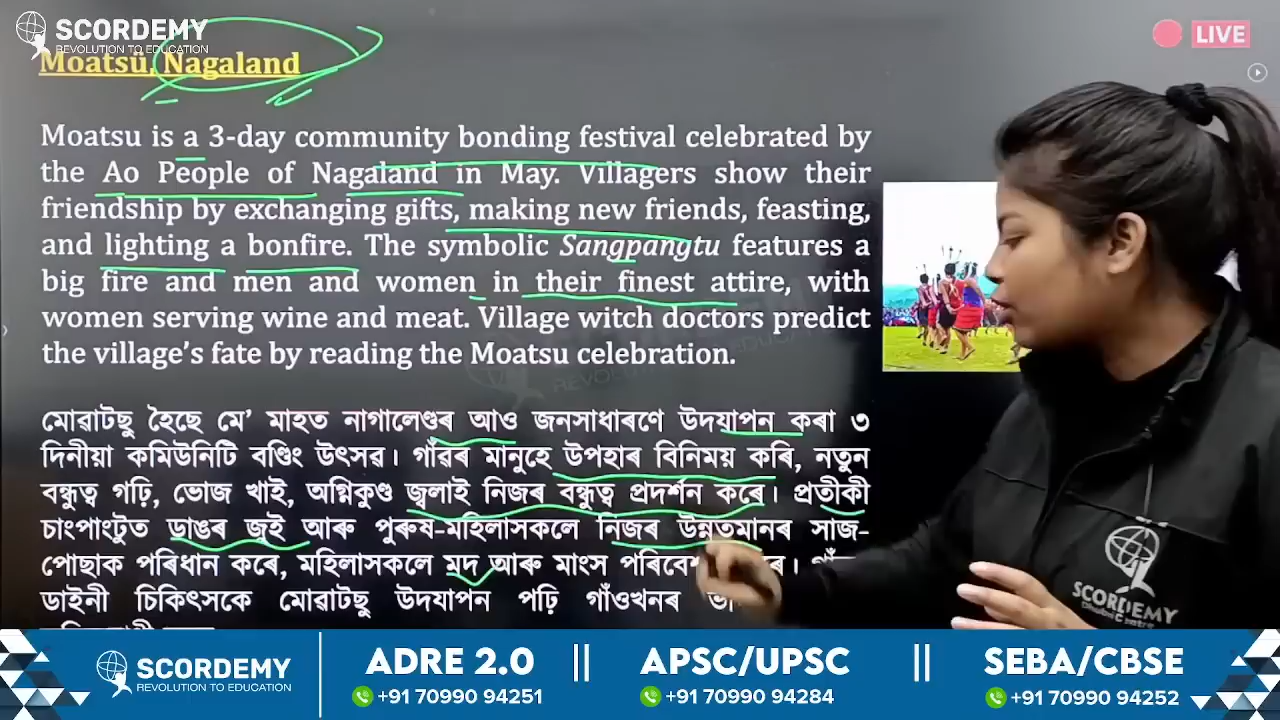 SCORDEMY
REVOLUTION TO EDUCATION
LIVE
Moatsü, Nagaland
Moatsu is a 3-day community bonding festival celebrated by
the Ao People of Nagaland in May. Villagers show their
friendship by exchanging gifts, making new friends, feasting,
and lighting a bonfire. The symbolic Sangpangtu features a
big fire and men and women in their finest attire, with
women serving wine and meat. Village witch doctors predict
the village's fate by reading the Moatsu celebration.
মোৱাটছু হৈছে মে' মাহত নাগালেণ্ডৰ আও জনসাধাৰণে উদযাপন কৰা ৩
দিনীয়া কমিউনিটি বণ্ডিং উৎসৱ। গাঁৱৰ মানুহে উপহাৰ বিনিময় কৰি, নতুন
বন্ধুত্ব গঢ়ি, ভোজ খাই, অগ্নিকুণ্ড জ্বলাই নিজৰ বন্ধুত্ব প্ৰদৰ্শন কৰে। প্ৰতীকী
চাংপাংটুত ডাঙৰ জুই আৰু পুৰুষ-মহিলাসকলে নিজৰ উন্নতমানৰ সাজ-
পোছাক পৰিধান কৰে, মহিলাসকলে মদ আৰু মাংস
ডাইনী চিকিৎসকে মোৱাটছু উদযাপন পঢ়ি গাঁওখনৰ
SCORDEMY
SCORDEMY
REVOLUTION TO EDUCATION
ADRE 2.0 || APSC/UPSC || SEBA/CBSE
+91 70990 94251 +91 70990 94284 +91 70990 94252